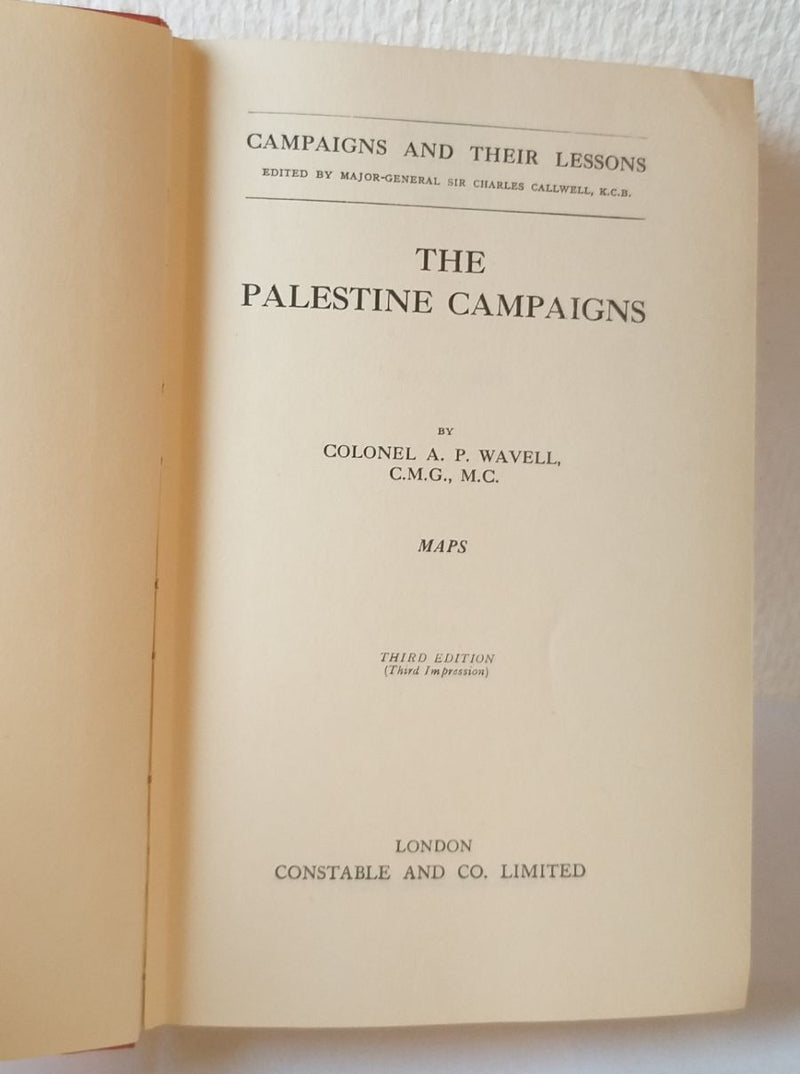 CAMPAIGNS AND THEIR LESSONS
EDITED BY MAJOR-GENERAL SIR CHARLES CALLWELL, K.C.B.
THE
PALESTINE CAMPAIGNS
BY
COLONEL A. P. WAVELL,
C.M.G., M.C.
MAPS
THIRD EDITION
(Third Impression)
LONDON
CONSTABLE AND CO. LIMITED